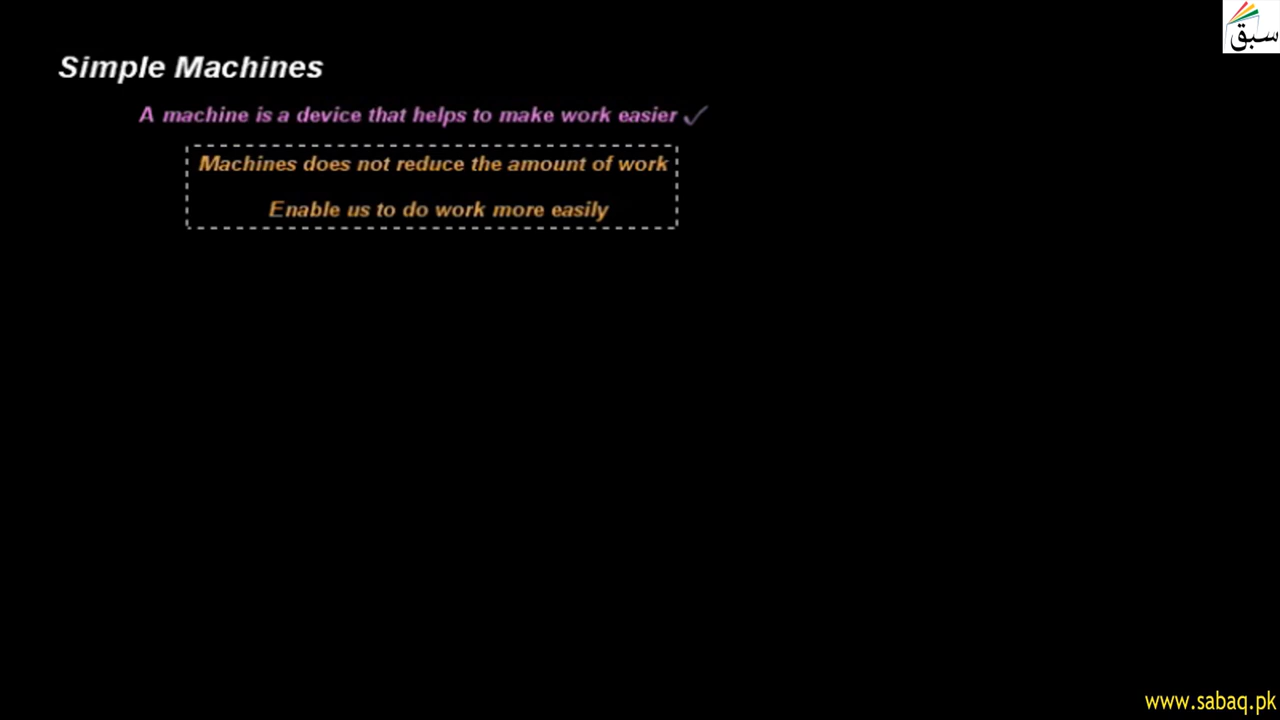 سبق
Simple Machines
A machine is a device that helps to make work easier ✓
Machines does not reduce the amount of work
Enable us to do work more easily
www.sabaq.pk